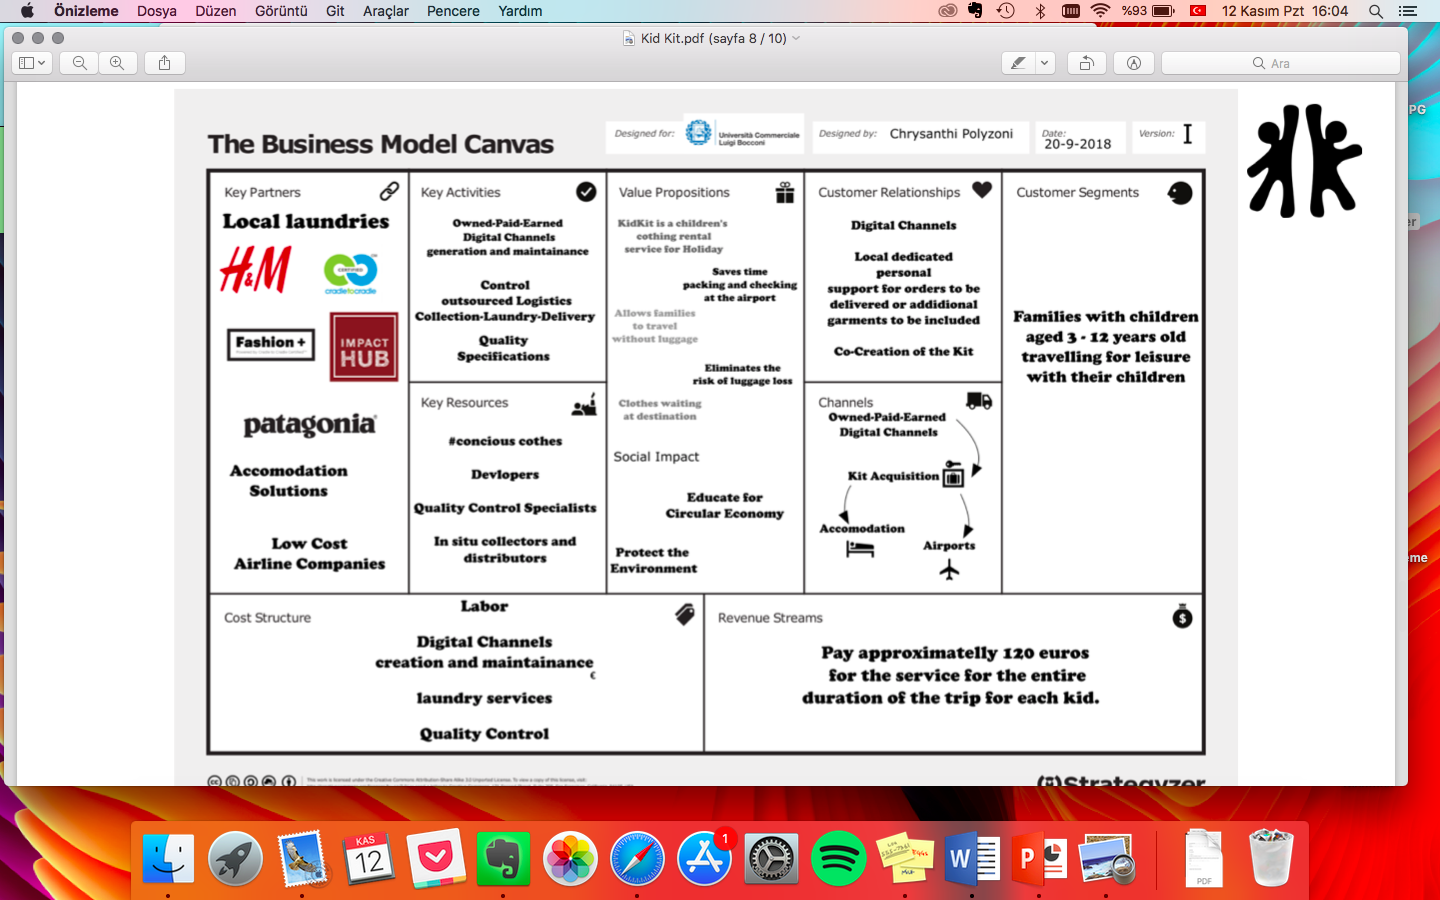 Önizleme Dosya Düzen Görüntü Git Araçlar Pencere Yardım
%93 12 Kasım Pzt 16:04
Kid Kit.pdf (sayfa 8 / 10)
Ara
The Business Model Canvas
Designed for:
Università Commerciale
Luigi Bocconi
Designed by: Chrysanthi Polyzoni
Date:
20-9-2018
Version:
Key Partners
Local laundries
H&M
CERTIFIED
cradletocradle
Fashion +
IMPACT
HUB
patagonia
Accomodation
Solutions
Low Cost
Airline Companies
Key Activities
Owned-Paid-Earned
Digital Channels
generation and maintainance
Control
outsourced Logistics
Collection-Laundry-Delivery
Quality
Specifications
Key Resources
#concious cothes
Devlopers
Quality Control Specialists
In situ collectors and
distributors
Value Propositions
KidKit is a children's
cothing rental
service for Holiday
Saves time
packing and checking
at the airport
Allows families
to travel
without luggage
Eliminates the
risk of luggage loss
Clothes waiting
at destination
Social Impact
Educate for
Circular Economy
Protect the
Environment
Customer Relationships
Digital Channels
Local dedicated
personal
support for orders to be
delivered or addidional
garments to be included
Co-Creation of the Kit
Channels
Owned-Paid-Earned
Digital Channels
Kit Acquisition
Accomodation
Airports
Customer Segments
Families with children
aged 3 - 12 years old
travelling for leisure
with their children
Cost Structure
Labor
Digital Channels
creation and maintainance
€
laundry services
Quality Control
Revenue Streams
$
Pay approximatelly 120 euros
for the service for the entire
duration of the trip for each kid.
cc
Strategyzer
PG
er
eme
KAS
12
1
W
P
PDF